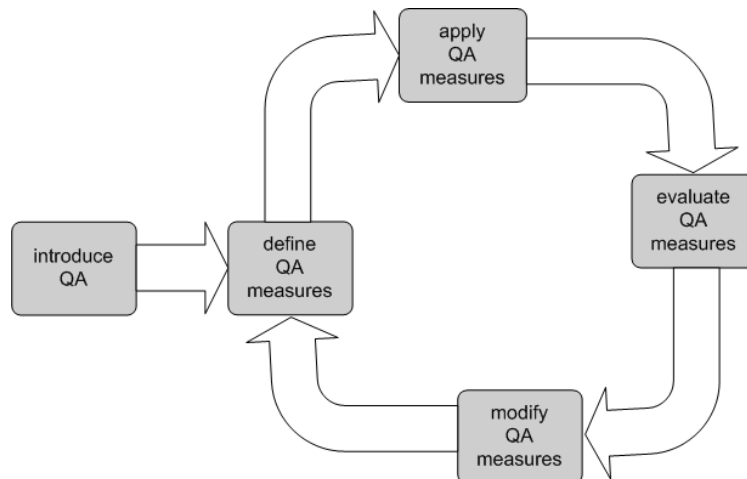 apply
QA
measures
evaluate
QA
measures
introduce
QA
define
QA
measures
modify
QA
measures